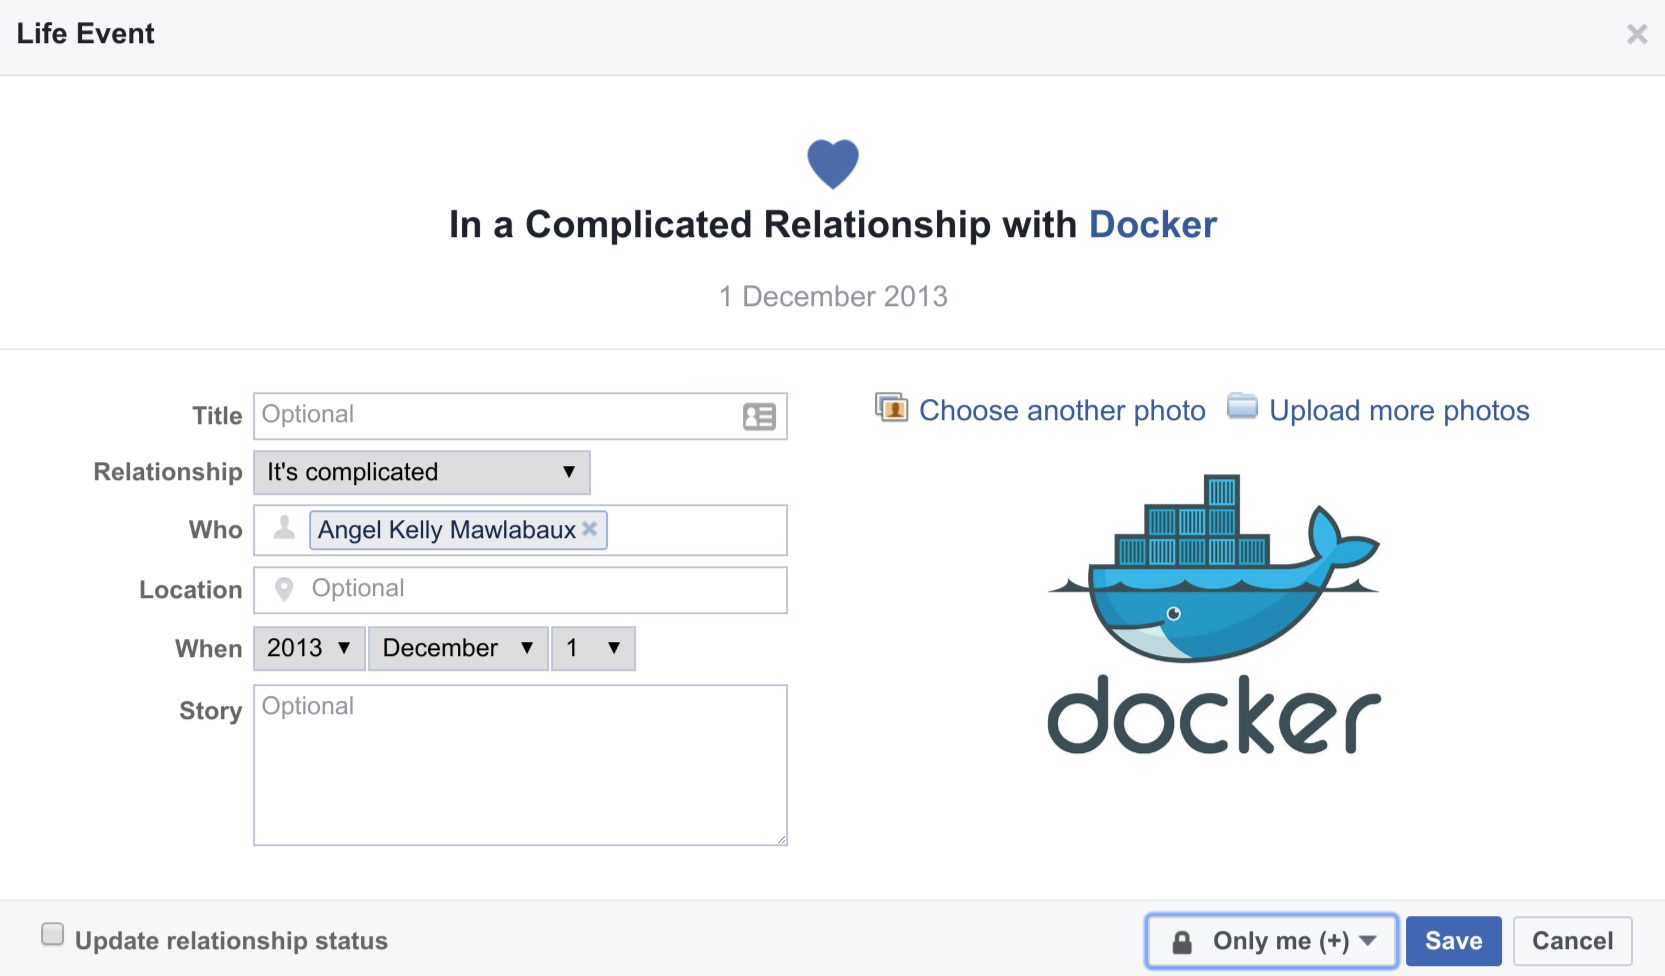 Life Event
In a Complicated Relationship with Docker
1 December 2013
Title Optional
Relationship It's complicated
Who Angel Kelly Mawlabaux
Location Optional
When 2013 December 1
Story Optional
Choose another photo Upload more photos
docker
Update relationship status
Only me (+) Save Cancel